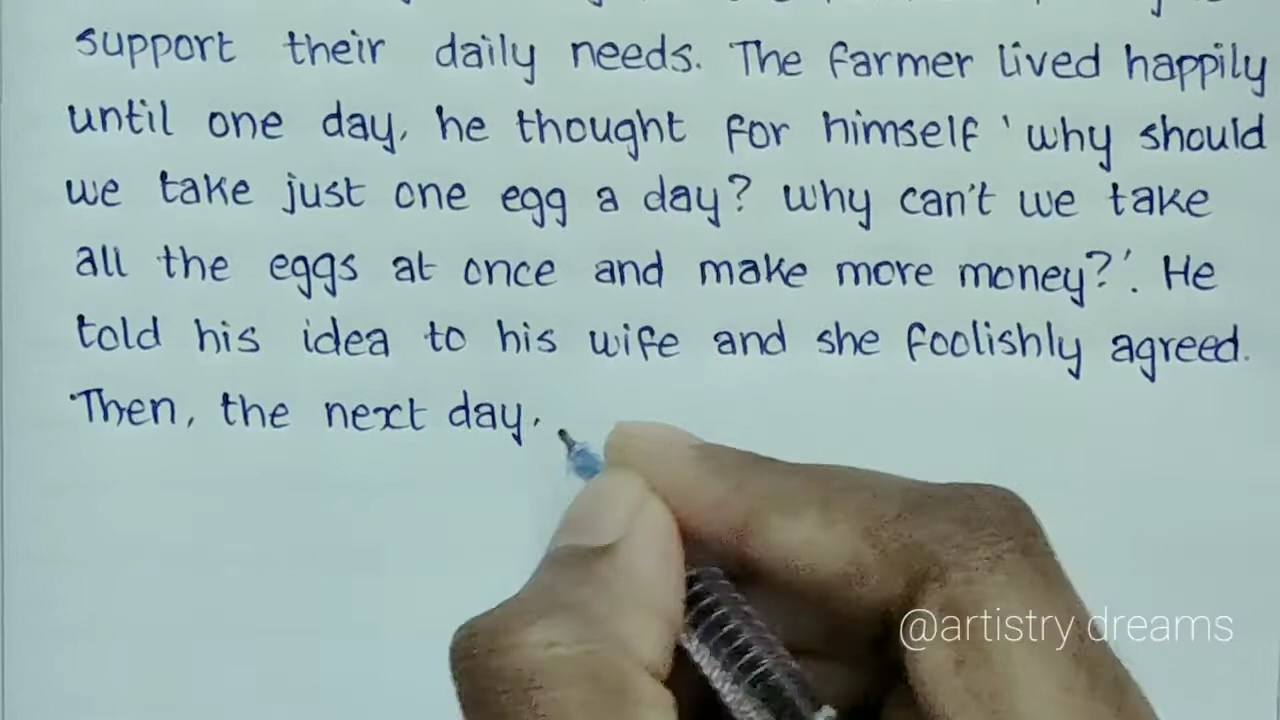 support their daily needs. The farmer lived happily
until one day, he thought for himself 'why should
we take just one egg a day? why can't we take
all the eggs at once and make more money?'. He
told his idea to his wife and she foolishly agreed.
Then, the next day,
@artistry dreams